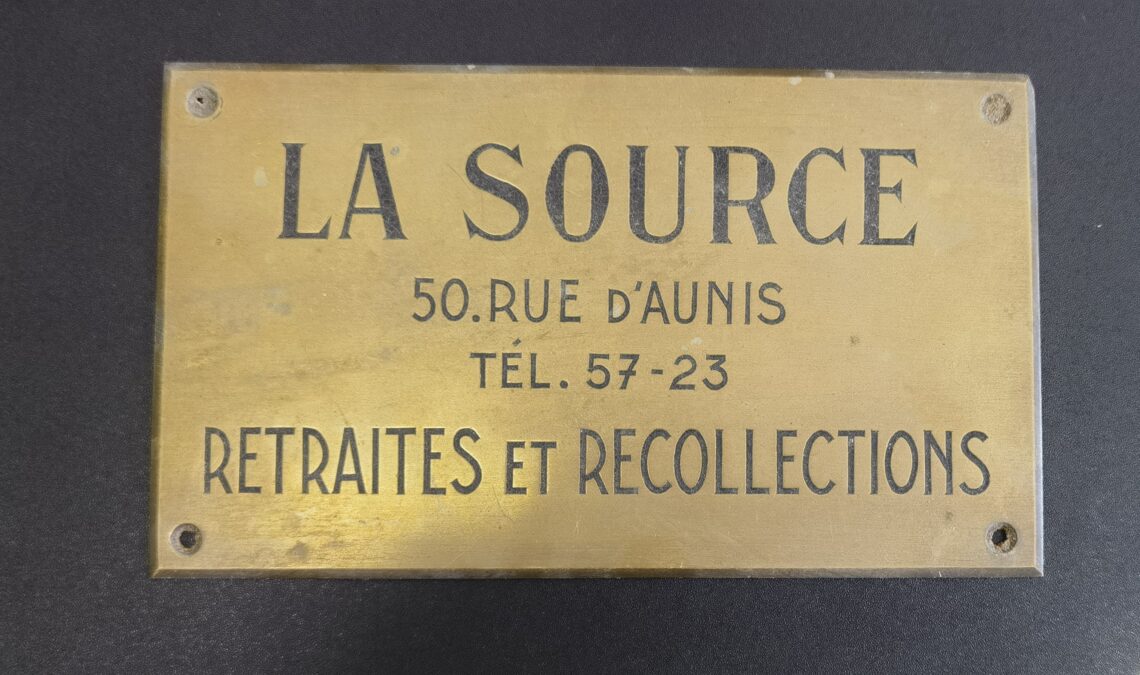 LA SOURCE
50.RUE D'AUNIS
TÉL. 57-23
RETRAITES ET RECOLLECTIONS